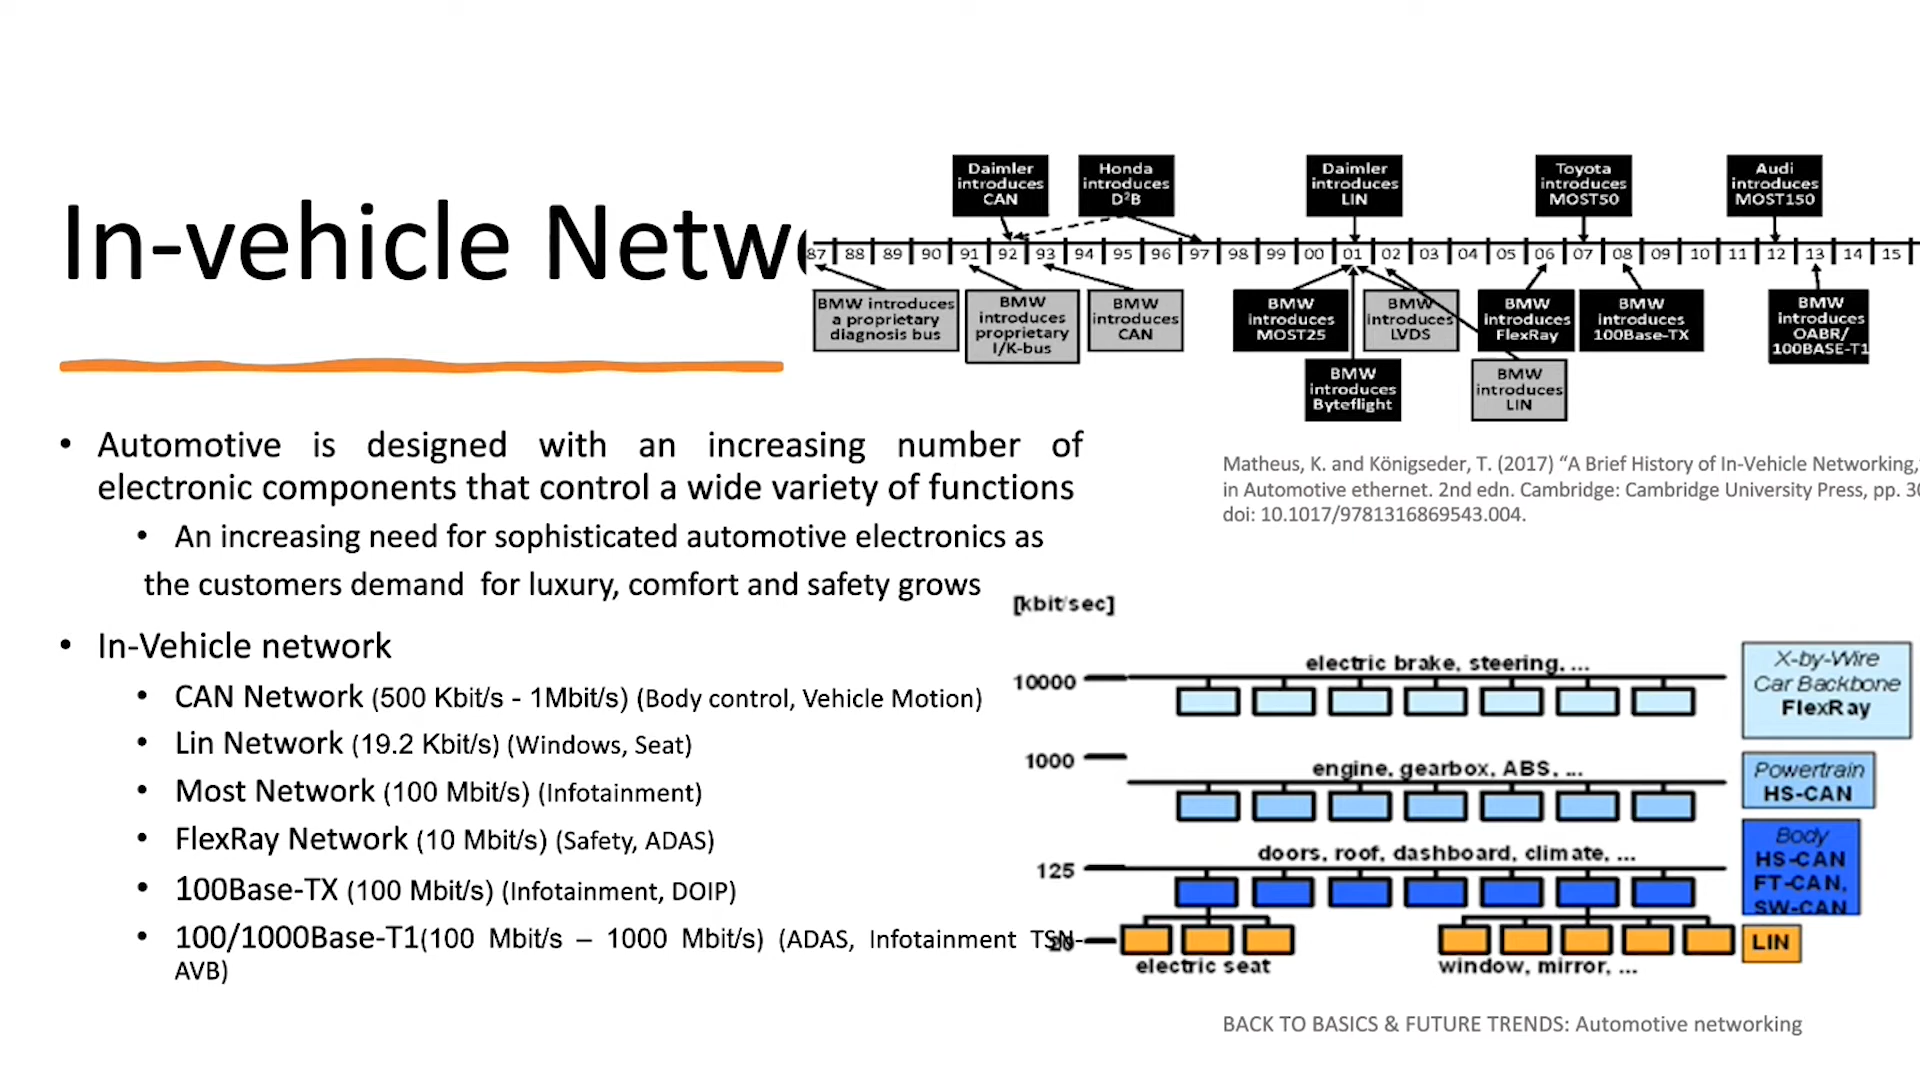 In-vehicle Netw
Daimler
introduces
CAN
Honda
introduces
D²B
Daimler
introduces
LIN
Toyota
introduces
MOST50
Audi
introduces
MOST150
87 88 89 90 91 92 93 94 95 96 97 98 99 00 01 02 03 04 05 06 07 08 09 10 11 12 13 14 15
BMW introduces
a proprietary
diagnosis bus
BMW
introduces
proprietary
I/K-bus
BMW
introduces
CAN
BMW
introduces
MOST25
BMW
introduces
LVDS
BMW
introduces
FlexRay
BMW
introduces
100Base-TX
BMW
introduces
OABR/
100BASE-T1
BMW
introduces
Byteflight
BMW
introduces
LIN
Matheus, K. and Königseder, T. (2017) “A Brief History of In-Vehicle Networking,
in Automotive ethernet. 2nd edn. Cambridge: Cambridge University Press, pp. 30
doi: 10.1017/9781316869543.004.
• Automotive is designed with an increasing number of
electronic components that control a wide variety of functions
• An increasing need for sophisticated automotive electronics as
the customers demand for luxury, comfort and safety grows
• In-Vehicle network
• CAN Network (500 Kbit/s - 1Mbit/s) (Body control, Vehicle Motion)
• Lin Network (19.2 Kbit/s) (Windows, Seat)
• Most Network (100 Mbit/s) (Infotainment)
• FlexRay Network (10 Mbit/s) (Safety, ADAS)
• 100Base-TX (100 Mbit/s) (Infotainment, DOIP)
• 100/1000Base-T1(100 Mbit/s – 1000 Mbit/s) (ADAS, Infotainment TSN-
AVB)
[kbit/sec]
10000
electric brake, steering, ...
X-by-Wire
Car Backbone
FlexRay
1000
engine, gearbox, ABS, ...
Powertrain
HS-CAN
125
doors, roof, dashboard, climate, ...
Body
HS-CAN
FT-CAN,
SW-CAN
20
LIN
electric seat
window, mirror, ...
BACK TO BASICS & FUTURE TRENDS: Automotive networking